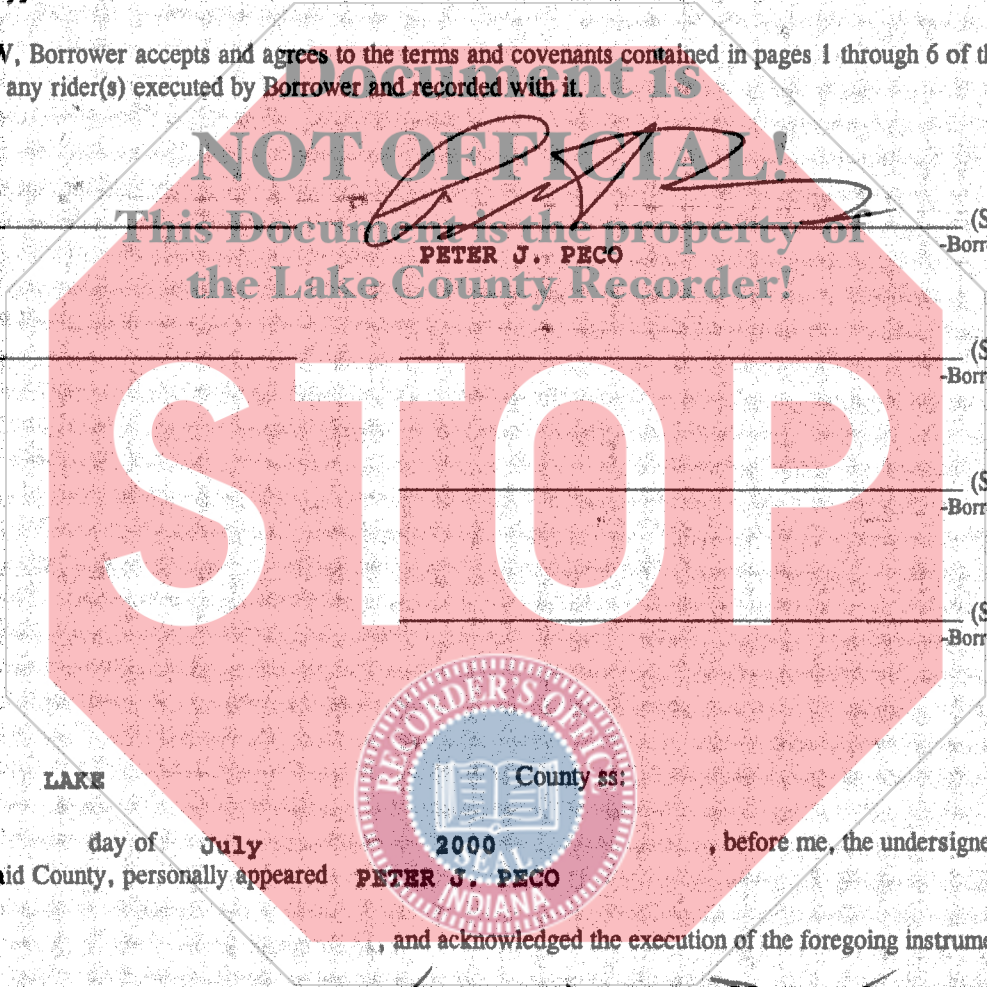 , Borrower accepts and agrees to the terms and covenants contained in pages 1 through 6 of
any rider(s) executed by Borrower and recorded with it.
Document is
NOT OFFICIAL!
This Document is the property of
the Lake County Recorder!
(S
-Borr
PETER J. PECO
(S
-Borr
STOP
(S
-Borr
(S
-Borr
RECORDER'S OFFICE
LAKE County ss:
day of July 2000 , before me, the undersigne
id County, personally appeared PETER J. PECO
SEAL
INDIANA
, and acknowledged the execution of the foregoing instrume